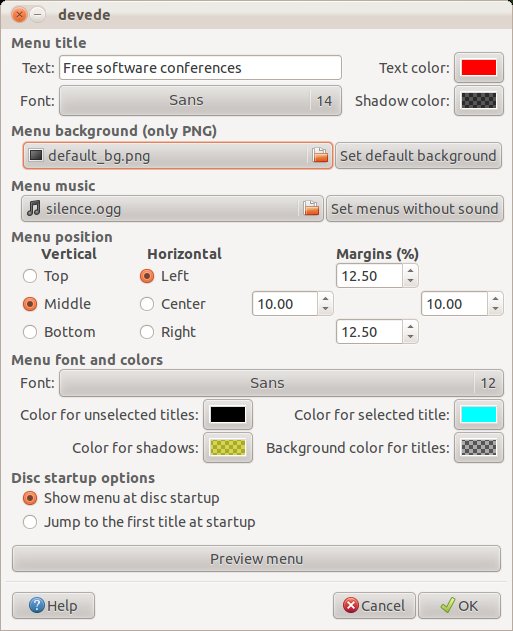 devede
Menu title
Text: Free software conferences Text color:
Font: Sans 14 Shadow color:
Menu background (only PNG)
default_bg.png Set default background
Menu music
silence.ogg Set menus without sound
Menu position
Vertical Horizontal Margins (%)
Top Left 12.50
Middle Center 10.00 10.00
Bottom Right 12.50
Menu font and colors
Font: Sans 12
Color for unselected titles: Color for selected title:
Color for shadows: Background color for titles:
Disc startup options
Show menu at disc startup
Jump to the first title at startup
Preview menu
Help Cancel OK